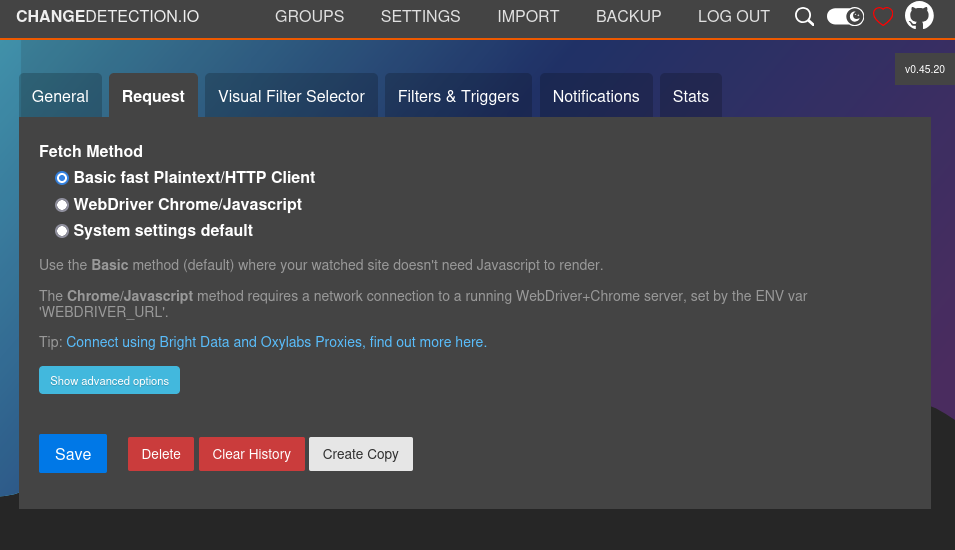 CHANGEDETECTION.IO GROUPS SETTINGS IMPORT BACKUP LOG OUT
v0.45.20
General Request Visual Filter Selector Filters & Triggers Notifications Stats
Fetch Method
Basic fast Plaintext/HTTP Client
WebDriver Chrome/Javascript
System settings default
Use the Basic method (default) where your watched site doesn't need Javascript to render.
The Chrome/Javascript method requires a network connection to a running WebDriver+Chrome server, set by the ENV var
'WEBDRIVER_URL'.
Tip: Connect using Bright Data and Oxylabs Proxies, find out more here.
Show advanced options
Save Delete Clear History Create Copy